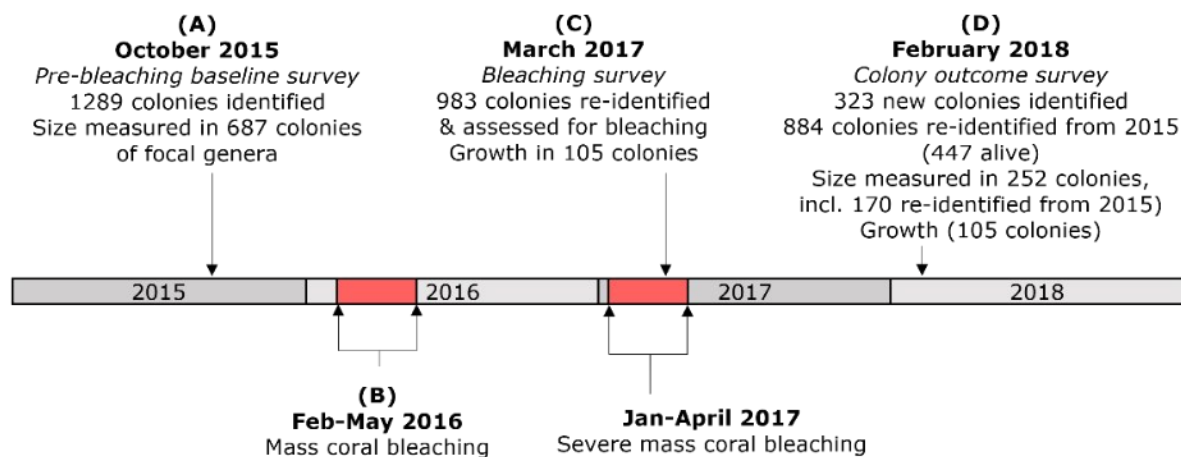 (A)
October 2015
Pre-bleaching baseline survey
1289 colonies identified
Size measured in 687 colonies
of focal genera
(C)
March 2017
Bleaching survey
983 colonies re-identified
& assessed for bleaching
Growth in 105 colonies
(D)
February 2018
Colony outcome survey
323 new colonies identified
884 colonies re-identified from 2015
(447 alive)
Size measured in 252 colonies,
incl. 170 re-identified from 2015)
Growth (105 colonies)
2015
2016
2017
2018
(B)
Feb-May 2016
Mass coral bleaching
Jan-April 2017
Severe mass coral bleaching